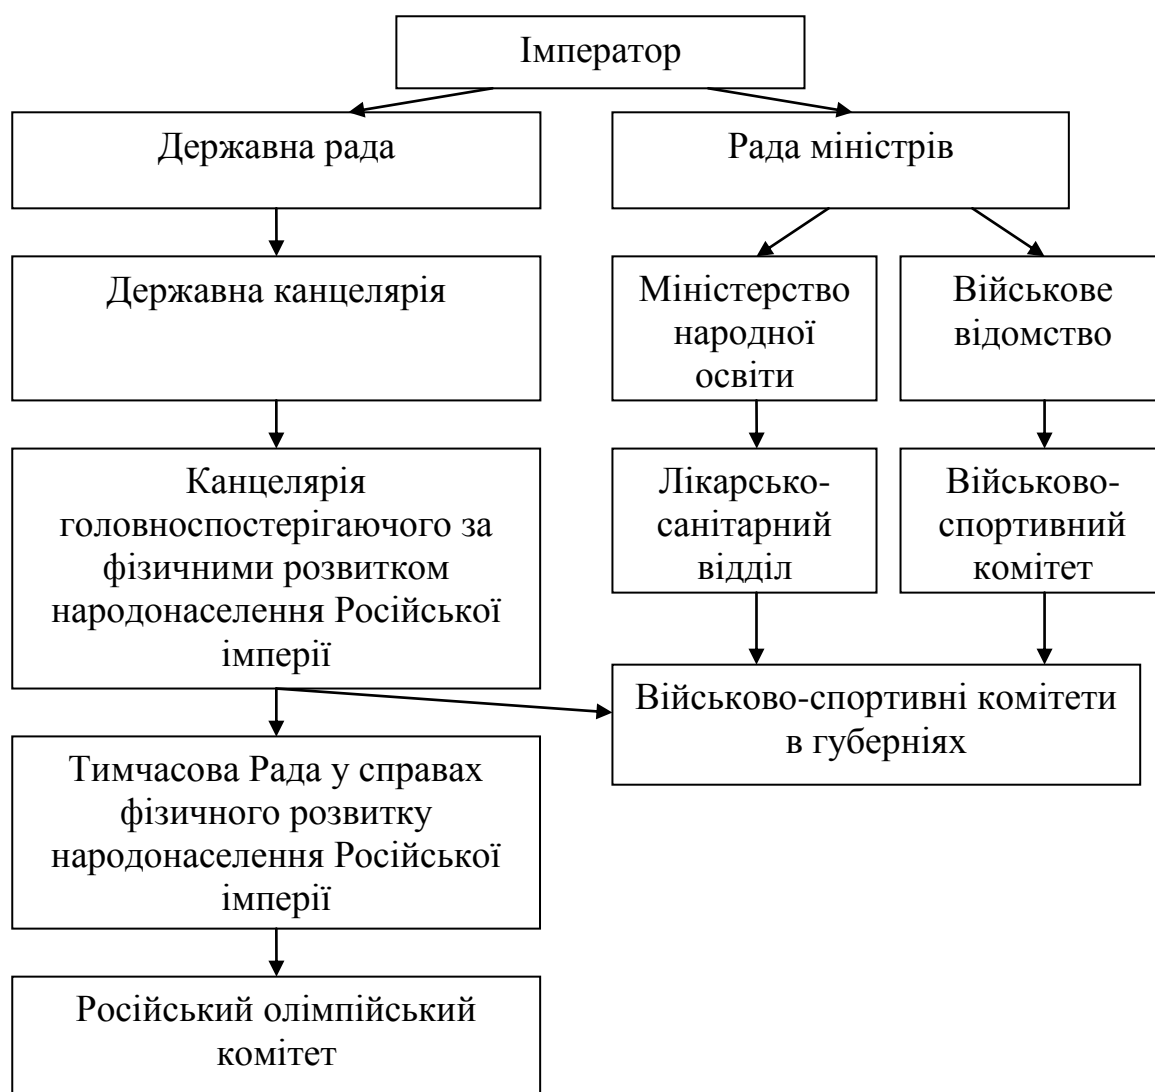 Імператор
Державна рада
Рада міністрів
Державна канцелярія
Міністерство
народної
освіти
Військове
відомство
Канцелярія
головноспостерігаючого за
фізичними розвитком
народонаселення Російської
імперії
Лікарсько-
санітарний
відділ
Військово-
спортивний
комітет
Військово-спортивні комітети
в губерніях
Тимчасова Рада у справах
фізичного розвитку
народонаселення Російської
імперії
Російський олімпійський
комітет